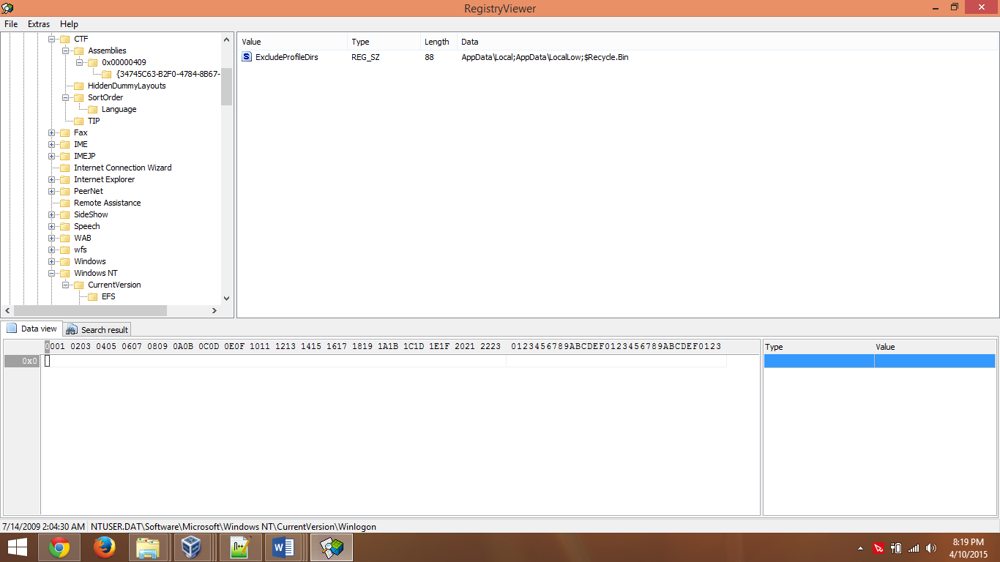 RegistryViewer
File Extras Help
CTF
Assemblies
0x00000409
{34745C63-B2F0-4784-8B67-
HiddenDummyLayouts
SortOrder
Language
TIP
Fax
IME
IMEJP
Internet Connection Wizard
Internet Explorer
PeerNet
Remote Assistance
SideShow
Speech
WAB
wfs
Windows
Windows NT
CurrentVersion
EFS
Value Type Length Data
ExcludeProfileDirs REG_SZ 88 AppData\Local;AppData\LocalLow;$Recycle.Bin
Data view Search result
0001 0203 0405 0607 0809 0A0B 0C0D 0E0F 1011 1213 1415 1617 1819 1A1B 1C1D 1E1F 2021 2223 0123456789ABCDEF0123456789ABCDEF0123
0x0
Type Value
7/14/2009 2:04:30 AM NTUSER.DAT\Software\Microsoft\Windows NT\CurrentVersion\Winlogon
8:19 PM
4/10/2015